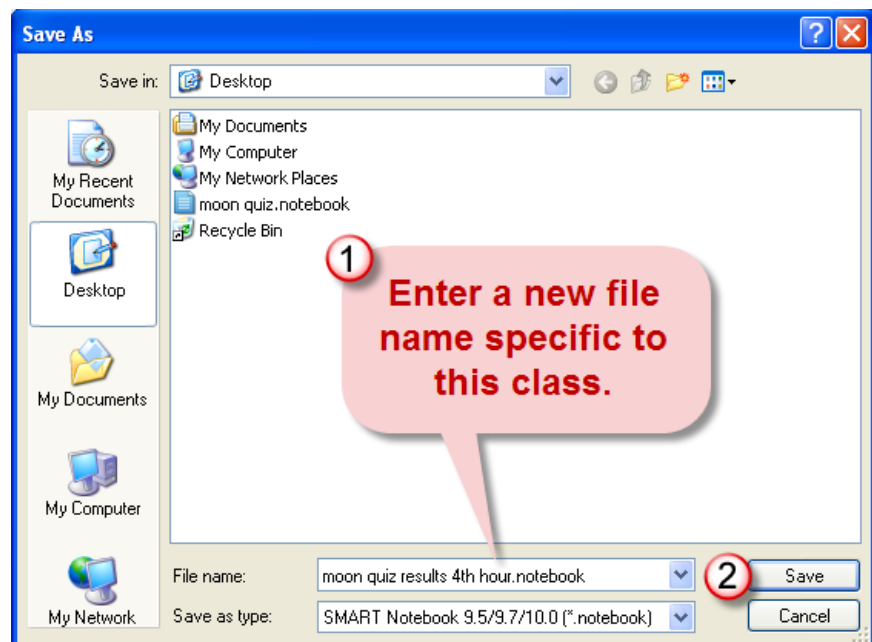 Save As
?
Save in:
Desktop
My Recent
Documents
Desktop
My Documents
My Computer
My Network
My Documents
My Computer
My Network Places
moon quiz.notebook
Recycle Bin
1
Enter a new file
name specific to
this class.
File name:
moon quiz results 4th hour.notebook
2
Save
Save as type:
SMART Notebook 9.5/9.7/10.0 (*.notebook)
Cancel